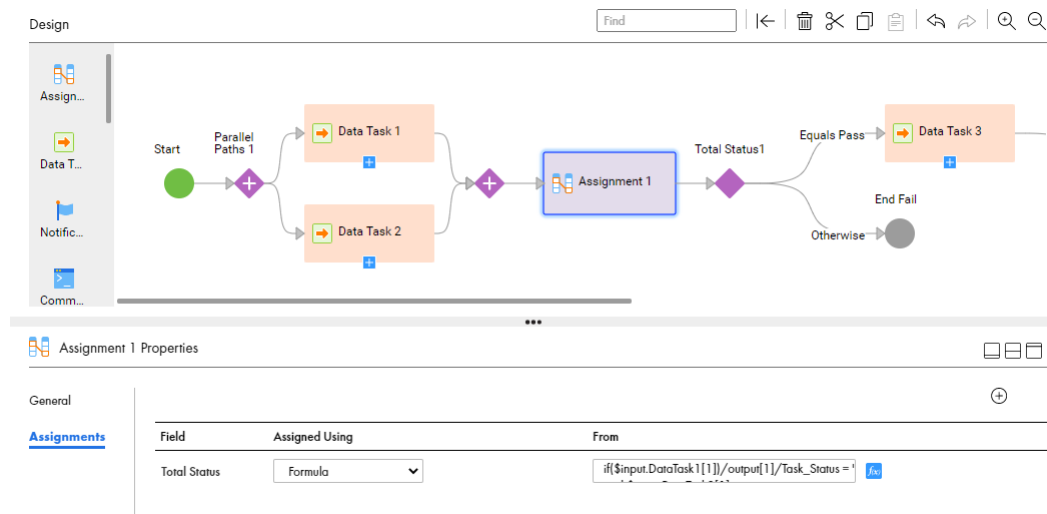 Design
Find
Assign...
Data T...
Notific...
Comm...
Start
Parallel
Paths 1
Data Task 1
Data Task 2
Assignment 1
Total Status1
Equals Pass
Data Task 3
End Fail
Otherwise
Assignment 1 Properties
General
Assignments
Field
Assigned Using
From
Total Status
Formula
if($input.DataTask1[1])/output[1]/Task_Status = '
f(x)